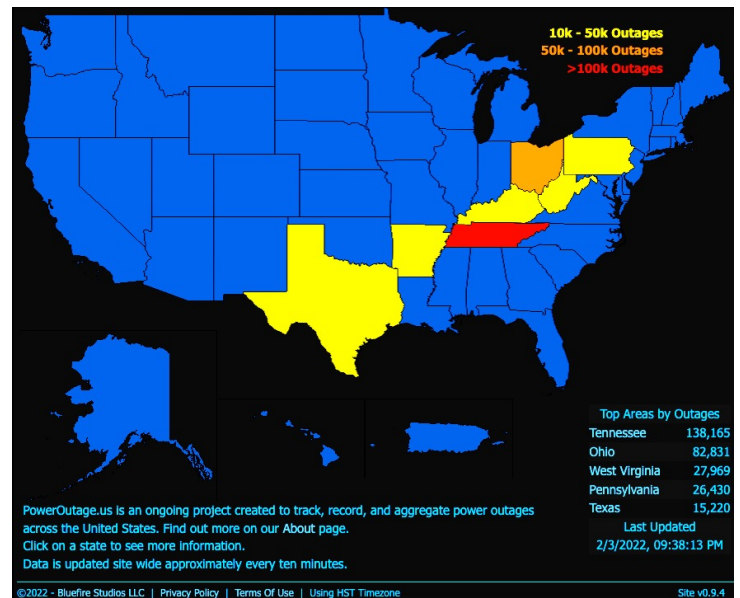 10k - 50k Outages
50k - 100k Outages
>100k Outages
Top Areas by Outages
Tennessee 138,165
Ohio 82,831
West Virginia 27,969
Pennsylvania 26,430
Texas 15,220
Last Updated
2/3/2022, 09:38:13 PM
PowerOutage.us is an ongoing project created to track, record, and aggregate power outages
across the United States. Find out more on our About page.
Click on a state to see more information.
Data is updated site wide approximately every ten minutes.
©2022 - Bluefire Studios LLC | Privacy Policy | Terms Of Use | Using HST Timezone Site v0.9.4